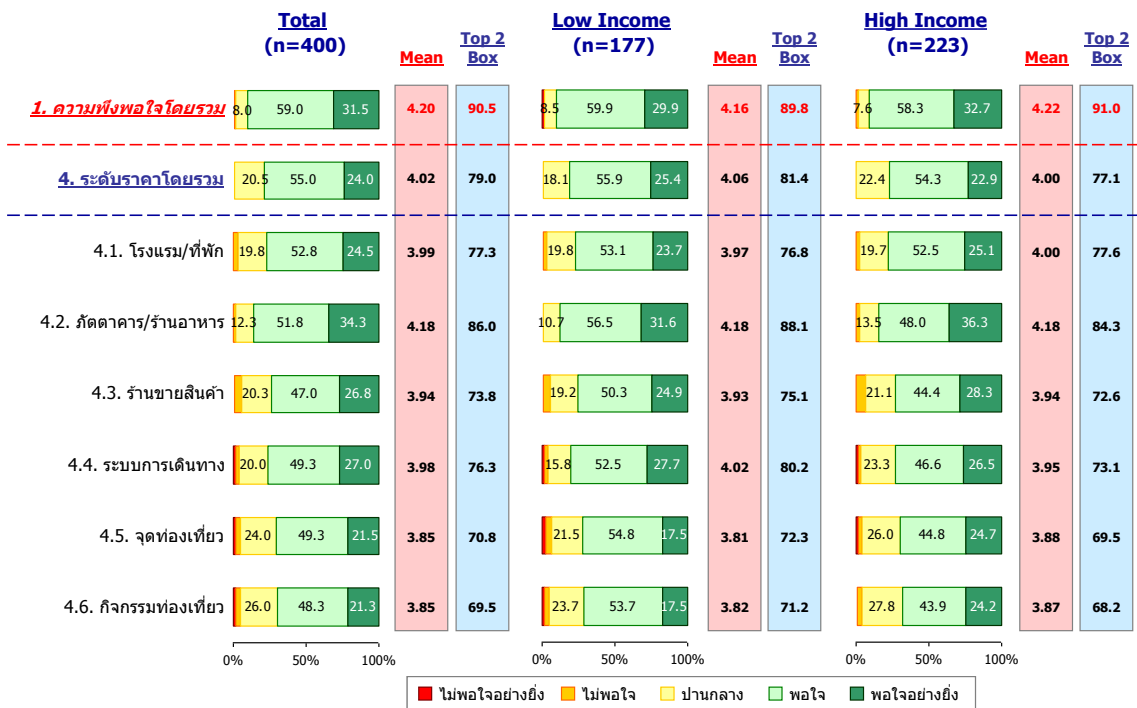 Total
(n=400)
Mean
Top 2
Box
Low Income
(n=177)
Mean
Top 2
Box
High Income
(n=223)
Mean
Top 2
Box
1. ความพึงพอใจโดยรวม 8.0 59.0 31.5 4.20 90.5 8.5 59.9 29.9 4.16 89.8 7.6 58.3 32.7 4.22 91.0
4. ระดับราคาโดยรวม 20.5 55.0 24.0 4.02 79.0 18.1 55.9 25.4 4.06 81.4 22.4 54.3 22.9 4.00 77.1
4.1. โรงแรม/ที่พัก 19.8 52.8 24.5 3.99 77.3 19.8 53.1 23.7 3.97 76.8 19.7 52.5 25.1 4.00 77.6
4.2. ภัตตาคาร/ร้านอาหาร 12.3 51.8 34.3 4.18 86.0 10.7 56.5 31.6 4.18 88.1 13.5 48.0 36.3 4.18 84.3
4.3. ร้านขายสินค้า 20.3 47.0 26.8 3.94 73.8 19.2 50.3 24.9 3.93 75.1 21.1 44.4 28.3 3.94 72.6
4.4. ระบบการเดินทาง 20.0 49.3 27.0 3.98 76.3 15.8 52.5 27.7 4.02 80.2 23.3 46.6 26.5 3.95 73.1
4.5. จุดท่องเที่ยว 24.0 49.3 21.5 3.85 70.8 21.5 54.8 17.5 3.81 72.3 26.0 44.8 24.7 3.88 69.5
4.6. กิจกรรมท่องเที่ยว 26.0 48.3 21.3 3.85 69.5 23.7 53.7 17.5 3.82 71.2 27.8 43.9 24.2 3.87 68.2
0% 50% 100% 0% 50% 100% 0% 50% 100%
ไม่พอใจอย่างยิ่ง ไม่พอใจ ปานกลาง พอใจ พอใจอย่างยิ่ง